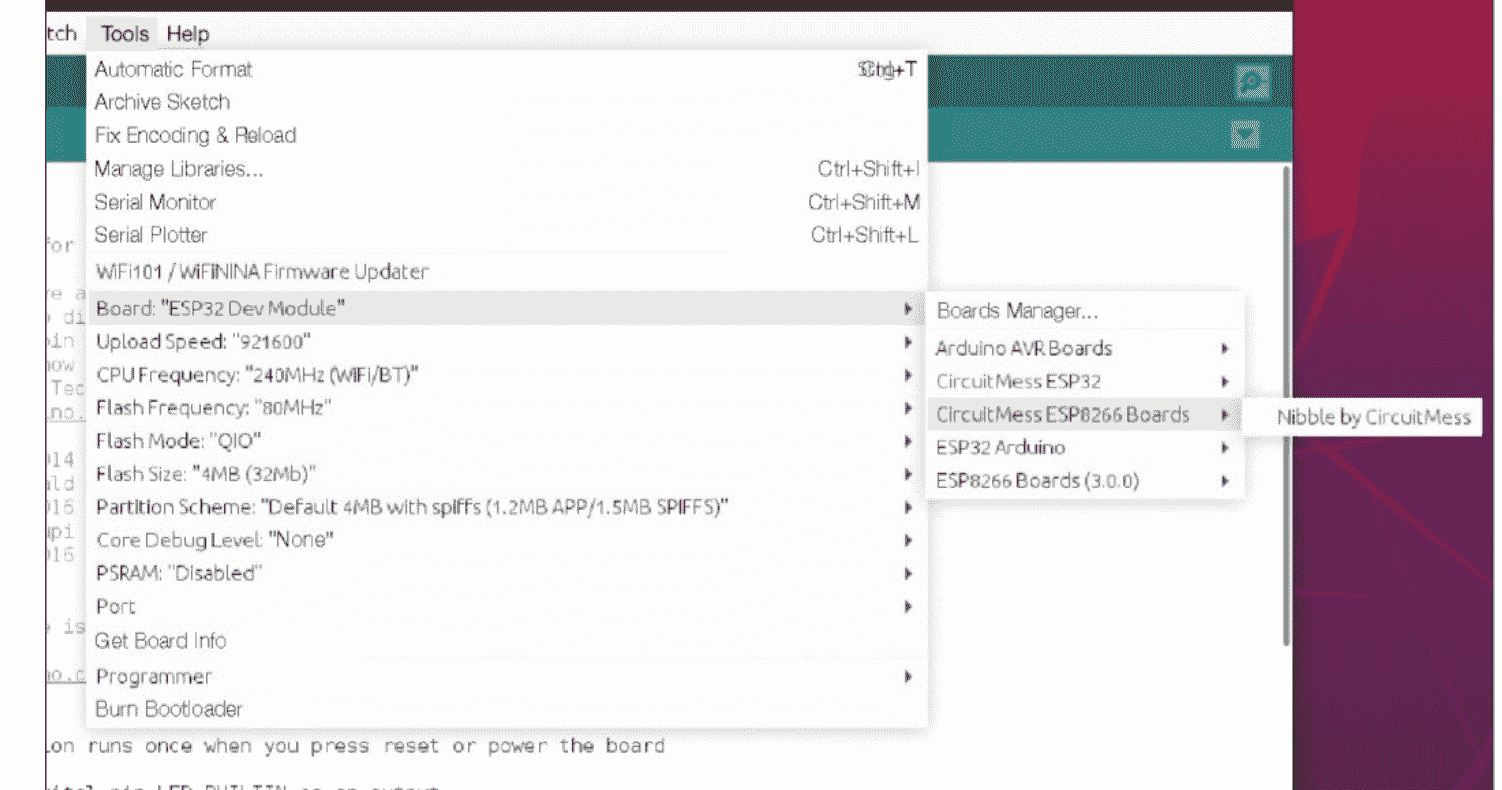 tch Tools Help
Automatic Format
Archive Sketch
Fix Encoding & Reload
Manage Libraries... Ctrl+Shift+I
Serial Monitor Ctrl+Shift+M
Serial Plotter Ctrl+Shift+L
WiFi101 / WiFiNINA Firmware Updater
Board: "ESP32 Dev Module"
Upload Speed: "921600"
CPU Frequency: "240MHz (WiFi/BT)"
Flash Frequency: "80MHz"
Flash Mode: "QIO"
Flash Size: "4MB (32Mb)"
Partition Scheme: "Default 4MB with spiffs (1.2MB APP/1.5MB SPIFFS)"
Core Debug Level: "None"
PSRAM: "Disabled"
Port
Get Board Info
Programmer
Burn Bootloader
Boards Manager...
Arduino AVR Boards
CircuitMess ESP32
CircuitMess ESP8266 Boards
ESP32 Arduino
ESP8266 Boards (3.0.0)
Nibble by CircuitMess
on runs once when you press reset or power the board